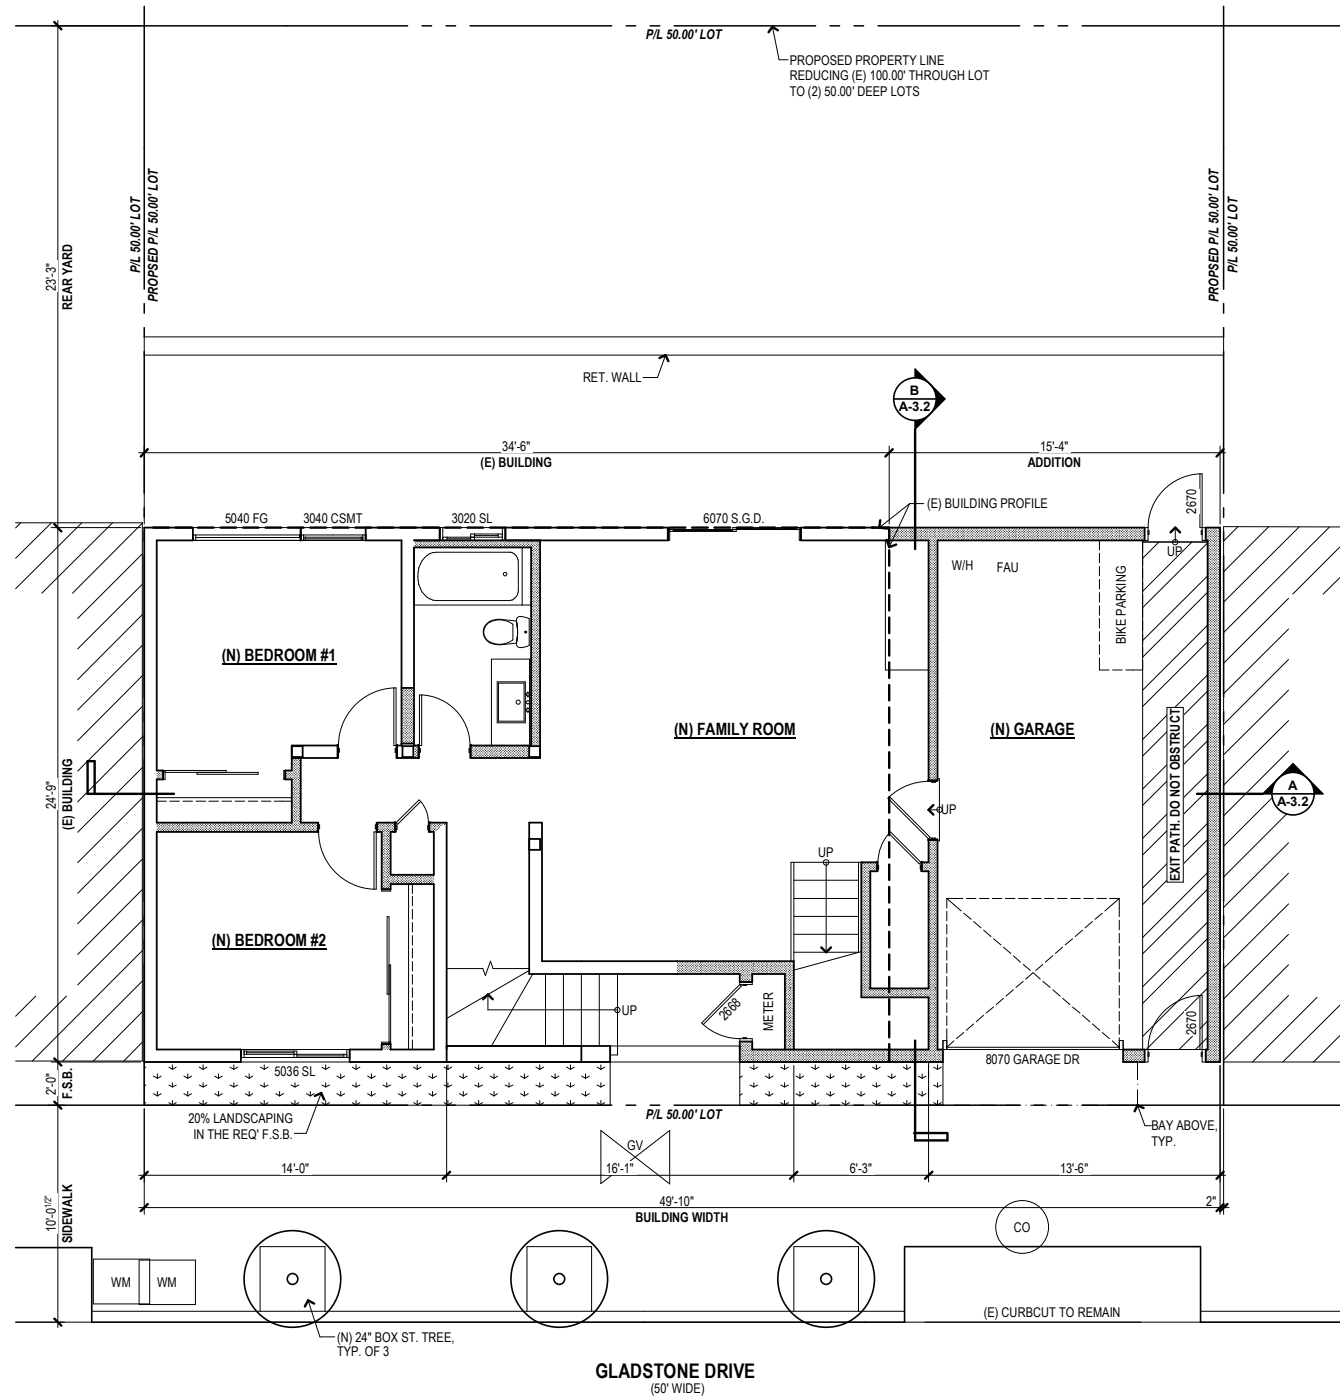 P/L 50.00' LOT
PROPOSED PROPERTY LINE
REDUCING (E) 100.00' THROUGH LOT
TO (2) 50.00' DEEP LOTS
P/L 50.00' LOT
PROPSED P/L 50.00' LOT
PROPOSED P/L 50.00' LOT
P/L 50.00' LOT
23'-3"
REAR YARD
RET. WALL
B
A-3.2
34'-6"
(E) BUILDING
15'-4"
ADDITION
(E) BUILDING PROFILE
5040 FG
3040 CSMT
3020 SL
6070 S.G.D.
2670
UP
W/H
FAU
BIKE PARKING
(N) BEDROOM #1
(N) FAMILY ROOM
(N) GARAGE
EXIT PATH. DO NOT OBSTRUCT
24'-9"
(E) BUILDING
A
A-3.2
UP
UP
(N) BEDROOM #2
UP
2668
METER
2670
5036 SL
8070 GARAGE DR
2'-0"
F.S.B.
20% LANDSCAPING
IN THE REQ' F.S.B.
P/L 50.00' LOT
BAY ABOVE,
TYP.
GV
14'-0"
16'-1"
6'-3"
13'-6"
49'-10"
BUILDING WIDTH
2"
10'-0 1/2"
SIDEWALK
CO
WM
WM
(E) CURBCUT TO REMAIN
(N) 24" BOX ST. TREE,
TYP. OF 3
GLADSTONE DRIVE
(50' WIDE)